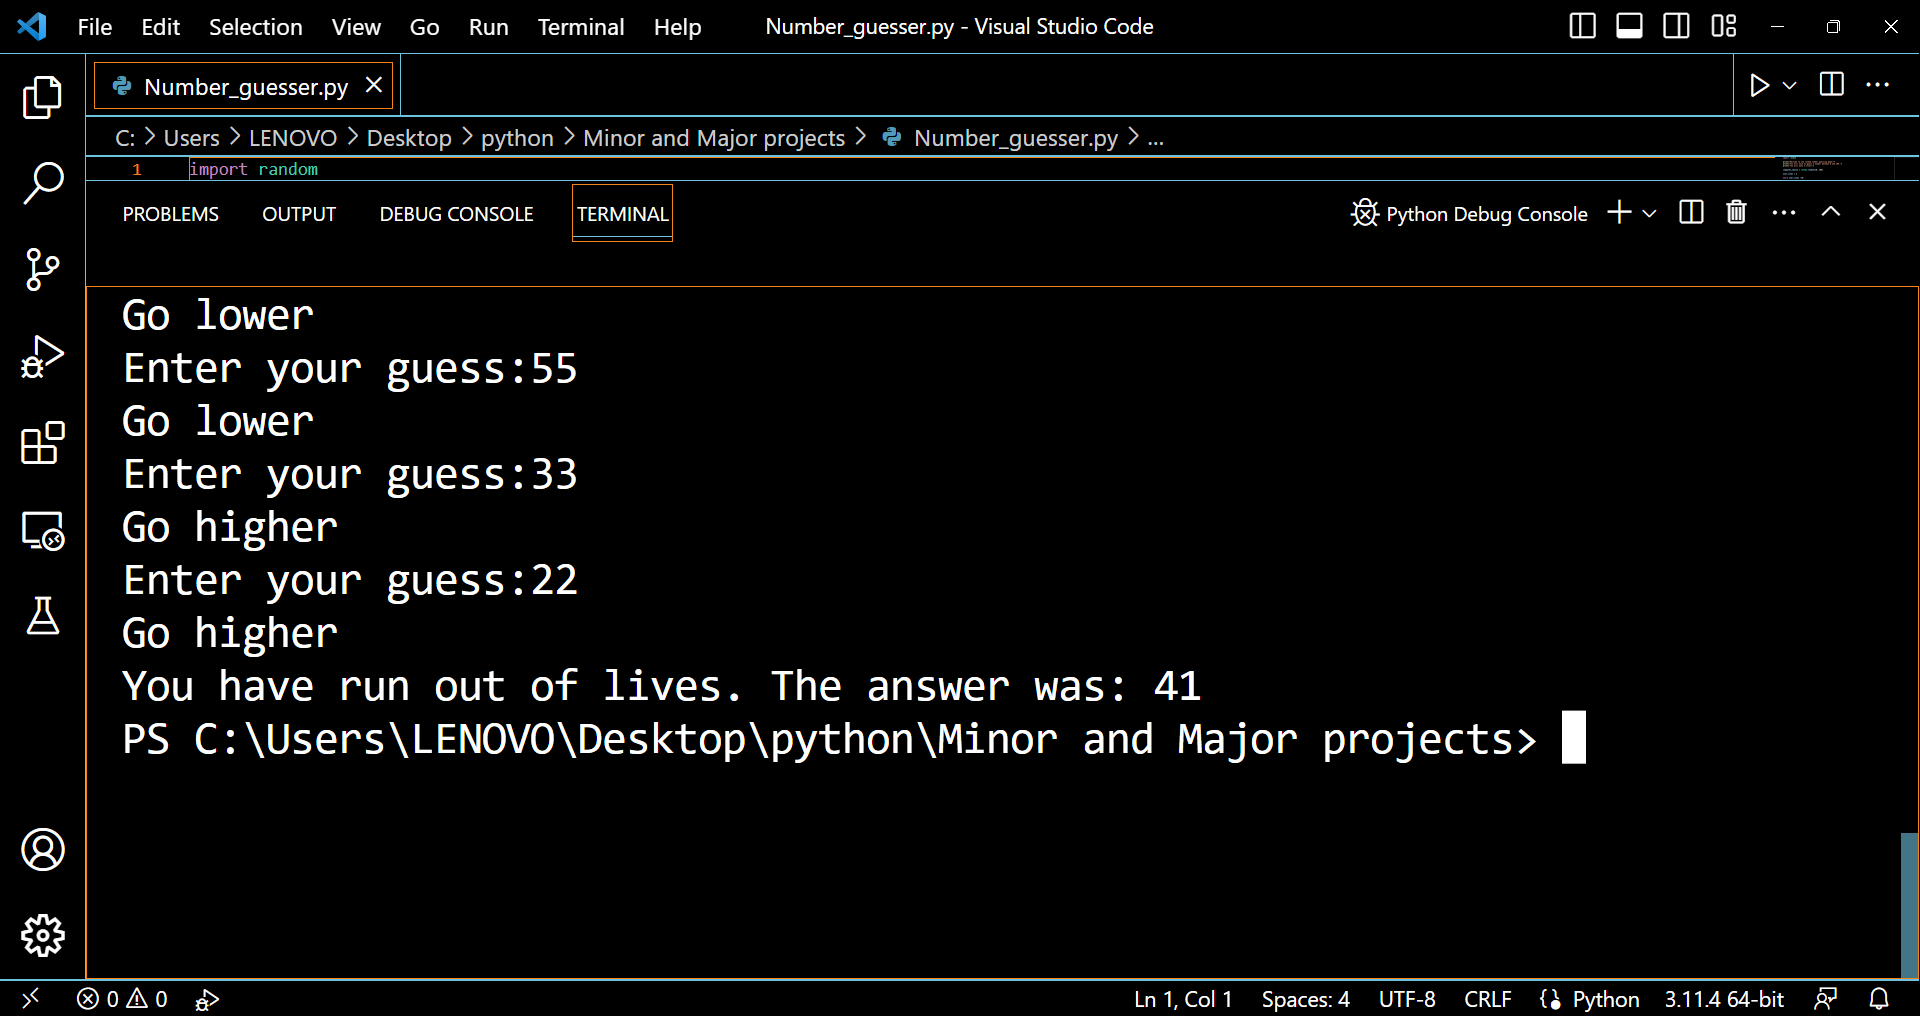 File Edit Selection View Go Run Terminal Help Number_guesser.py - Visual Studio Code
Number_guesser.py
C: > Users > LENOVO > Desktop > python > Minor and Major projects > Number_guesser.py > ...
1 import random
PROBLEMS OUTPUT DEBUG CONSOLE TERMINAL Python Debug Console
Go lower
Enter your guess:55
Go lower
Enter your guess:33
Go higher
Enter your guess:22
Go higher
You have run out of lives. The answer was: 41
PS C:\Users\LENOVO\Desktop\python\Minor and Major projects>
0 0 Ln 1, Col 1 Spaces: 4 UTF-8 CRLF Python 3.11.4 64-bit